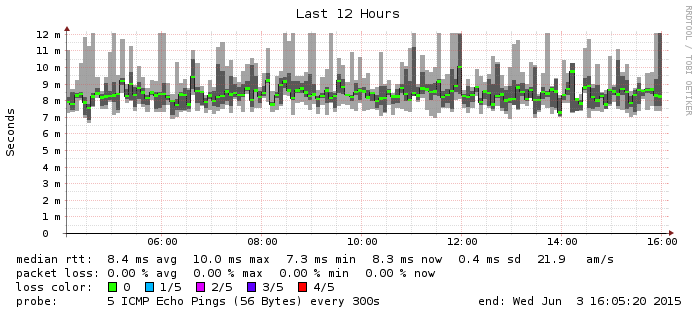 Last 12 Hours
RRDTOOL / TOBI OETIKER
Seconds
12 m
11 m
10 m
9 m
8 m
7 m
6 m
5 m
4 m
3 m
2 m
1 m
0
06:00 08:00 10:00 12:00 14:00 16:00
median rtt: 8.4 ms avg 10.0 ms max 7.3 ms min 8.3 ms now 0.4 ms sd 21.9 am/s
packet loss: 0.00 % avg 0.00 % max 0.00 % min 0.00 % now
loss color: 0 1/5 2/5 3/5 4/5
probe: 5 ICMP Echo Pings (56 Bytes) every 300s end: Wed Jun 3 16:05:20 2015